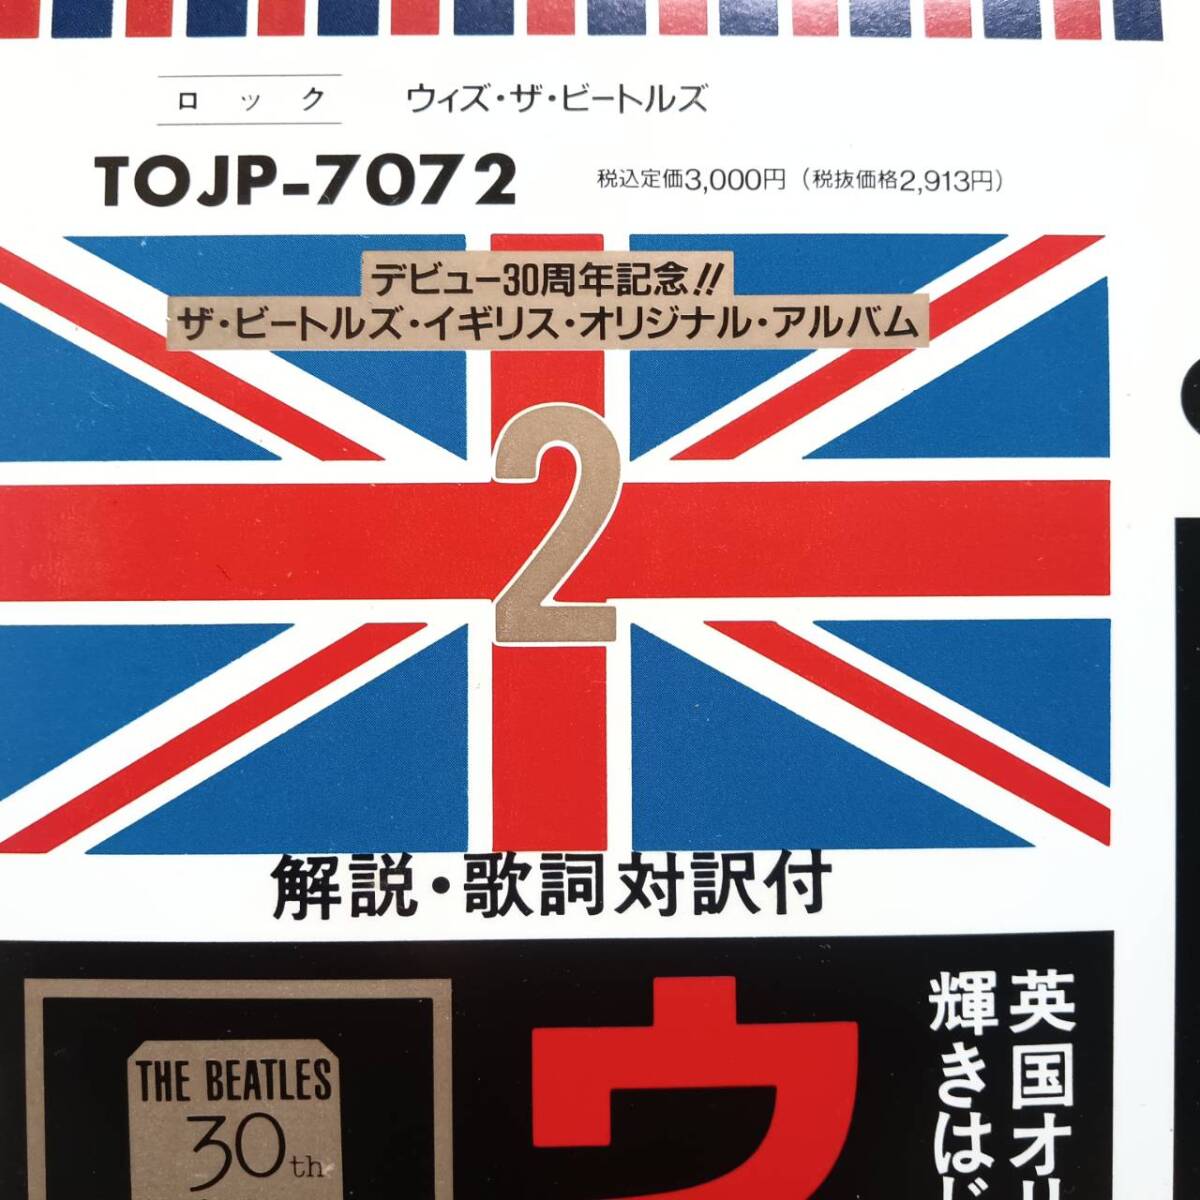 ロック
ウィズ・ザ・ビートルズ
TOJP-7072
税込定価3,000円（税抜価格2,913円）
デビュー30周年記念!!
ザ・ビートルズ・イギリス・オリジナル・アルバム
2
解説・歌詞対訳付
英国オリ
輝きはじ
ウ
THE BEATLES
30th